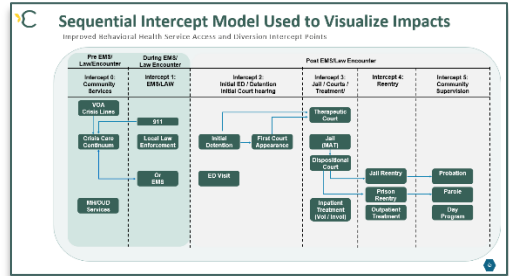 Sequential Intercept Model Used to Visualize Impacts
Improved Behavioral Health Service Access and Diversion Intercept Points
Pre EMS/
Law/Encounter
During EMS/
Law Encounter
Post EMS/Law Encounter
Intercept 0:
Community
Services
Intercept 1:
EMS/LAW
Intercept 2:
Initial ED / Detention
Initial Court hearing
Intercept 3:
Jail / Courts /
Treatment/
Intercept 4:
Reentry
Intercept 5:
Community
Supervision
VOA
Crisis Lines
911
Therapeutic
Court
Crisis Care
Continuum
Local Law
Enforcement
Initial
Detention
First Court
Appearance
Jail
(MAT)
Dispositional
Court
Or
EMS
ED Visit
Jail Reentry
Probation
Prison
Reentry
Parole
MH/OUD
Services
Inpatient
Treatment
(Vol / Invol)
Outpatient
Treatment
Day
Program